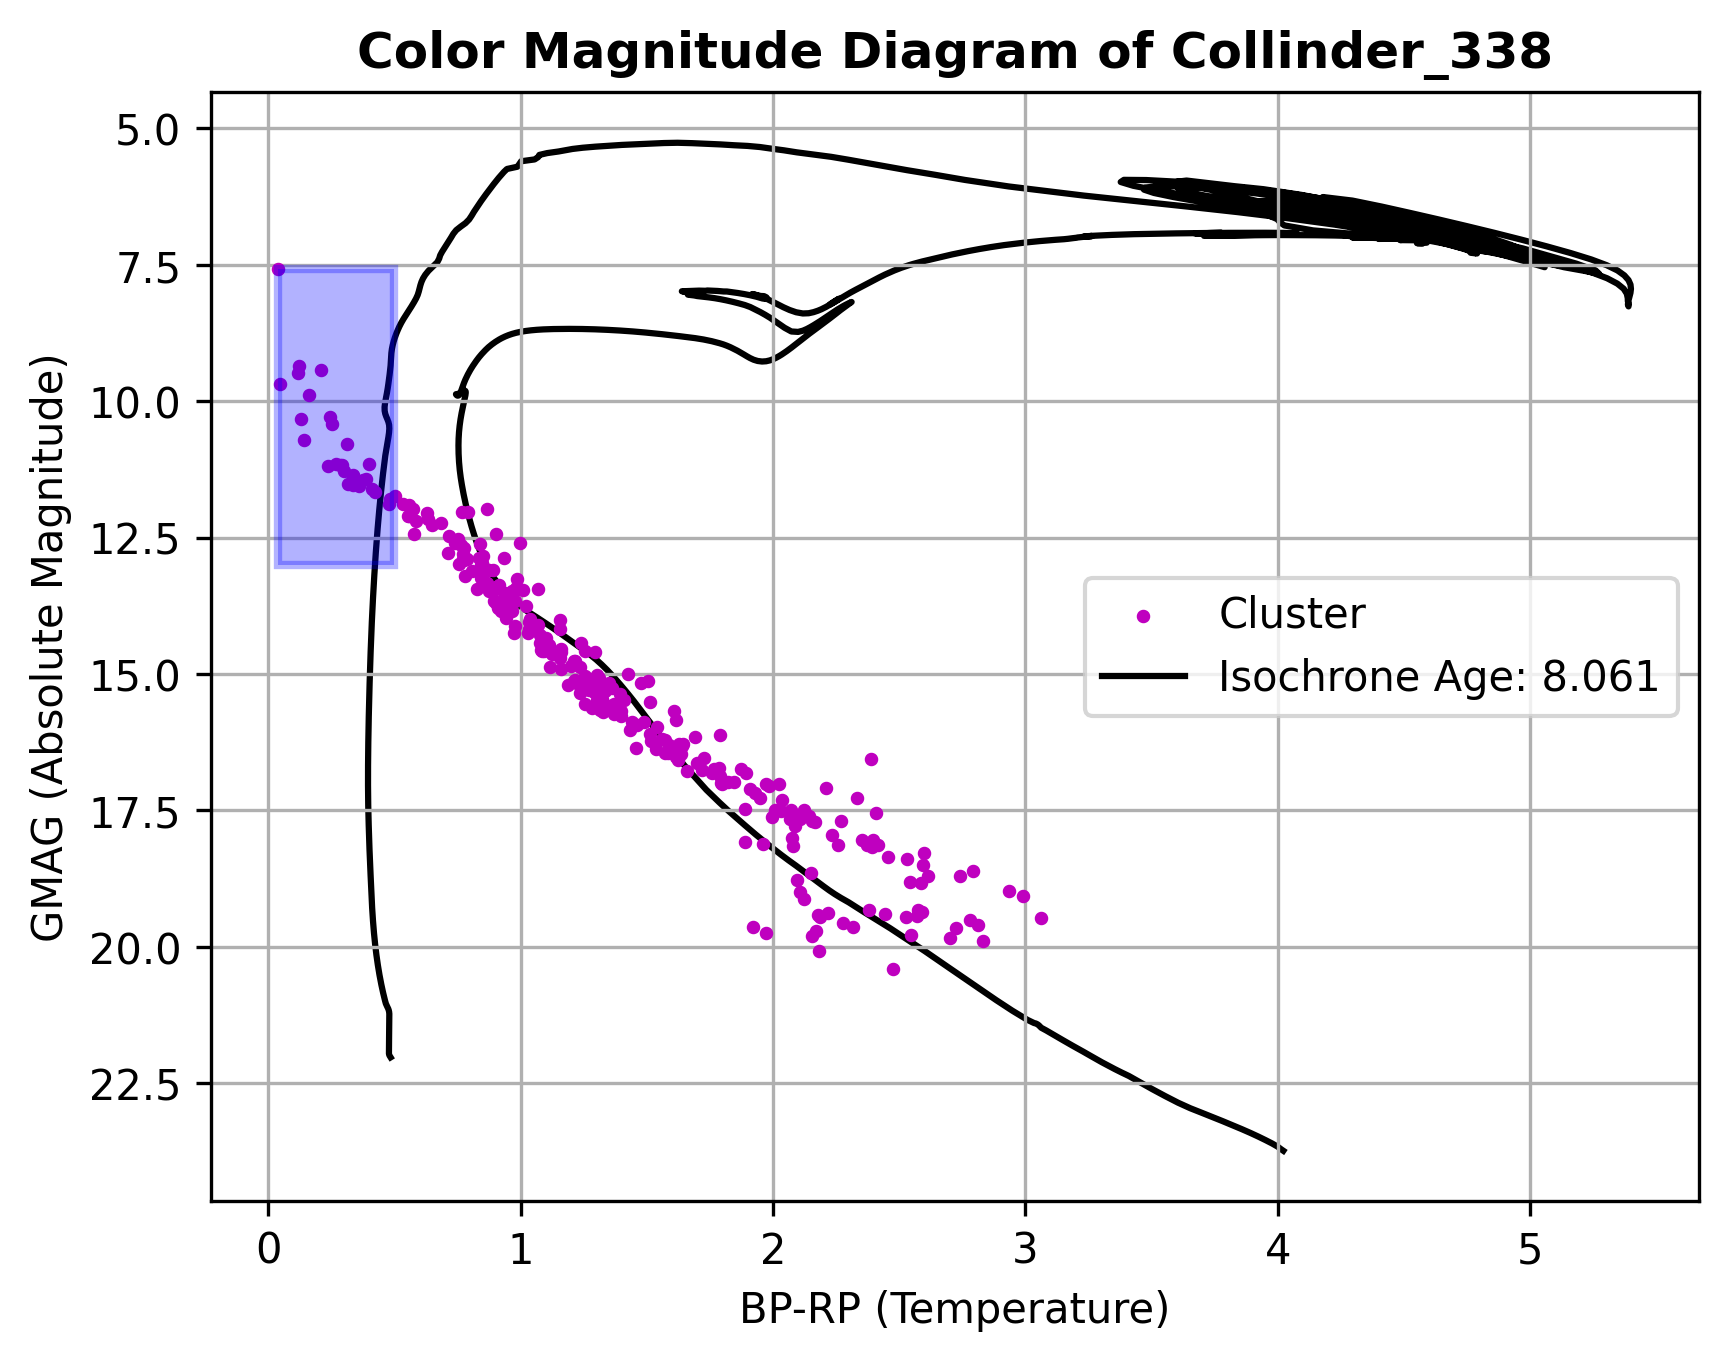 Color Magnitude Diagram of Collinder_338
GMAG (Absolute Magnitude)
5.0
7.5
10.0
12.5
15.0
17.5
20.0
22.5
Cluster
Isochrone Age: 8.061
0 1 2 3 4 5
BP-RP (Temperature)